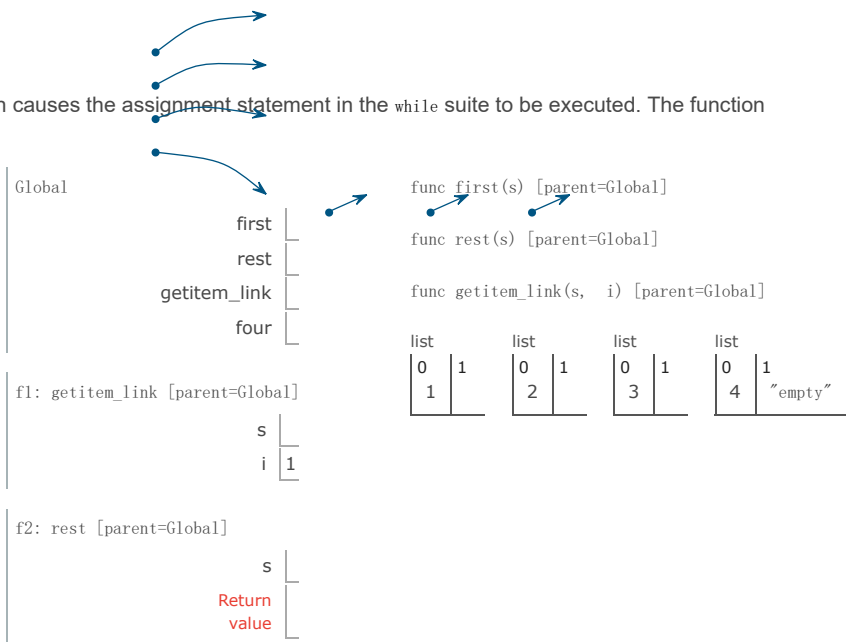 n causes the assignment statement in the while suite to be executed. The function
Global
first
rest
getitem_link
four
func first(s) [parent=Global]
func rest(s) [parent=Global]
func getitem_link(s, i) [parent=Global]
list list list list
0 1 0 1 0 1 0 1
1 2 3 4 "empty"
f1: getitem_link [parent=Global]
s
i 1
f2: rest [parent=Global]
s
Return
value